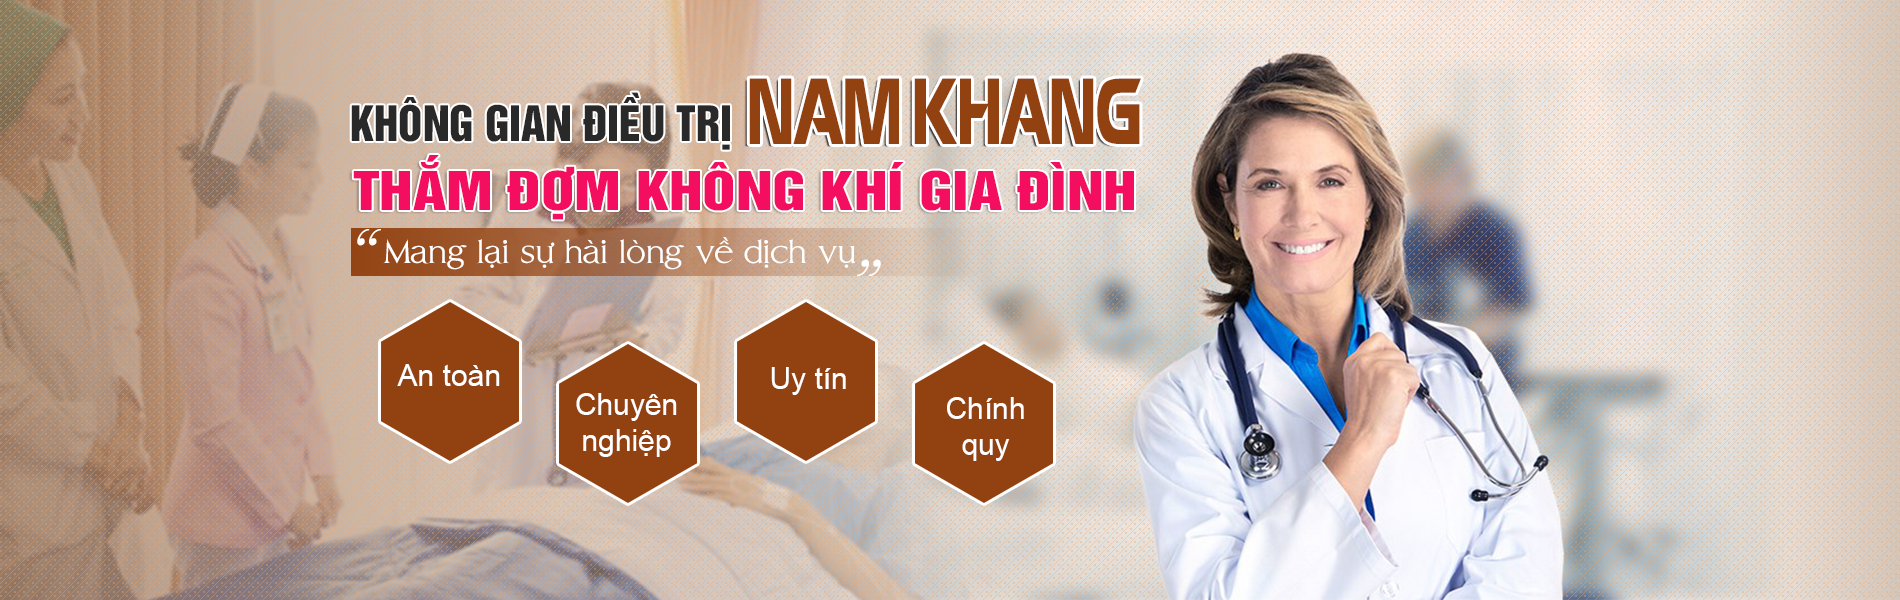 KHÔNG GIAN ĐIỀU TRỊ NAM KHANG
THẮM ĐỢM KHÔNG KHÍ GIA ĐÌNH
“Mang lại sự hài lòng về dịch vụ„
An toàn
Chuyên
nghiệp
Uy tín
Chính
quy